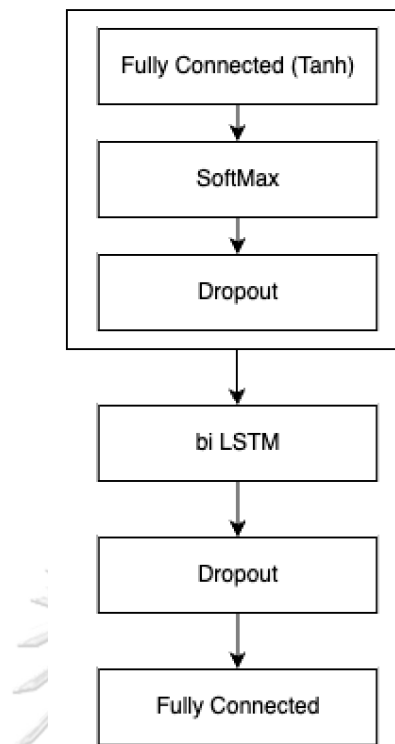 Fully Connected (Tanh)
SoftMax
Dropout
bi LSTM
Dropout
Fully Connected